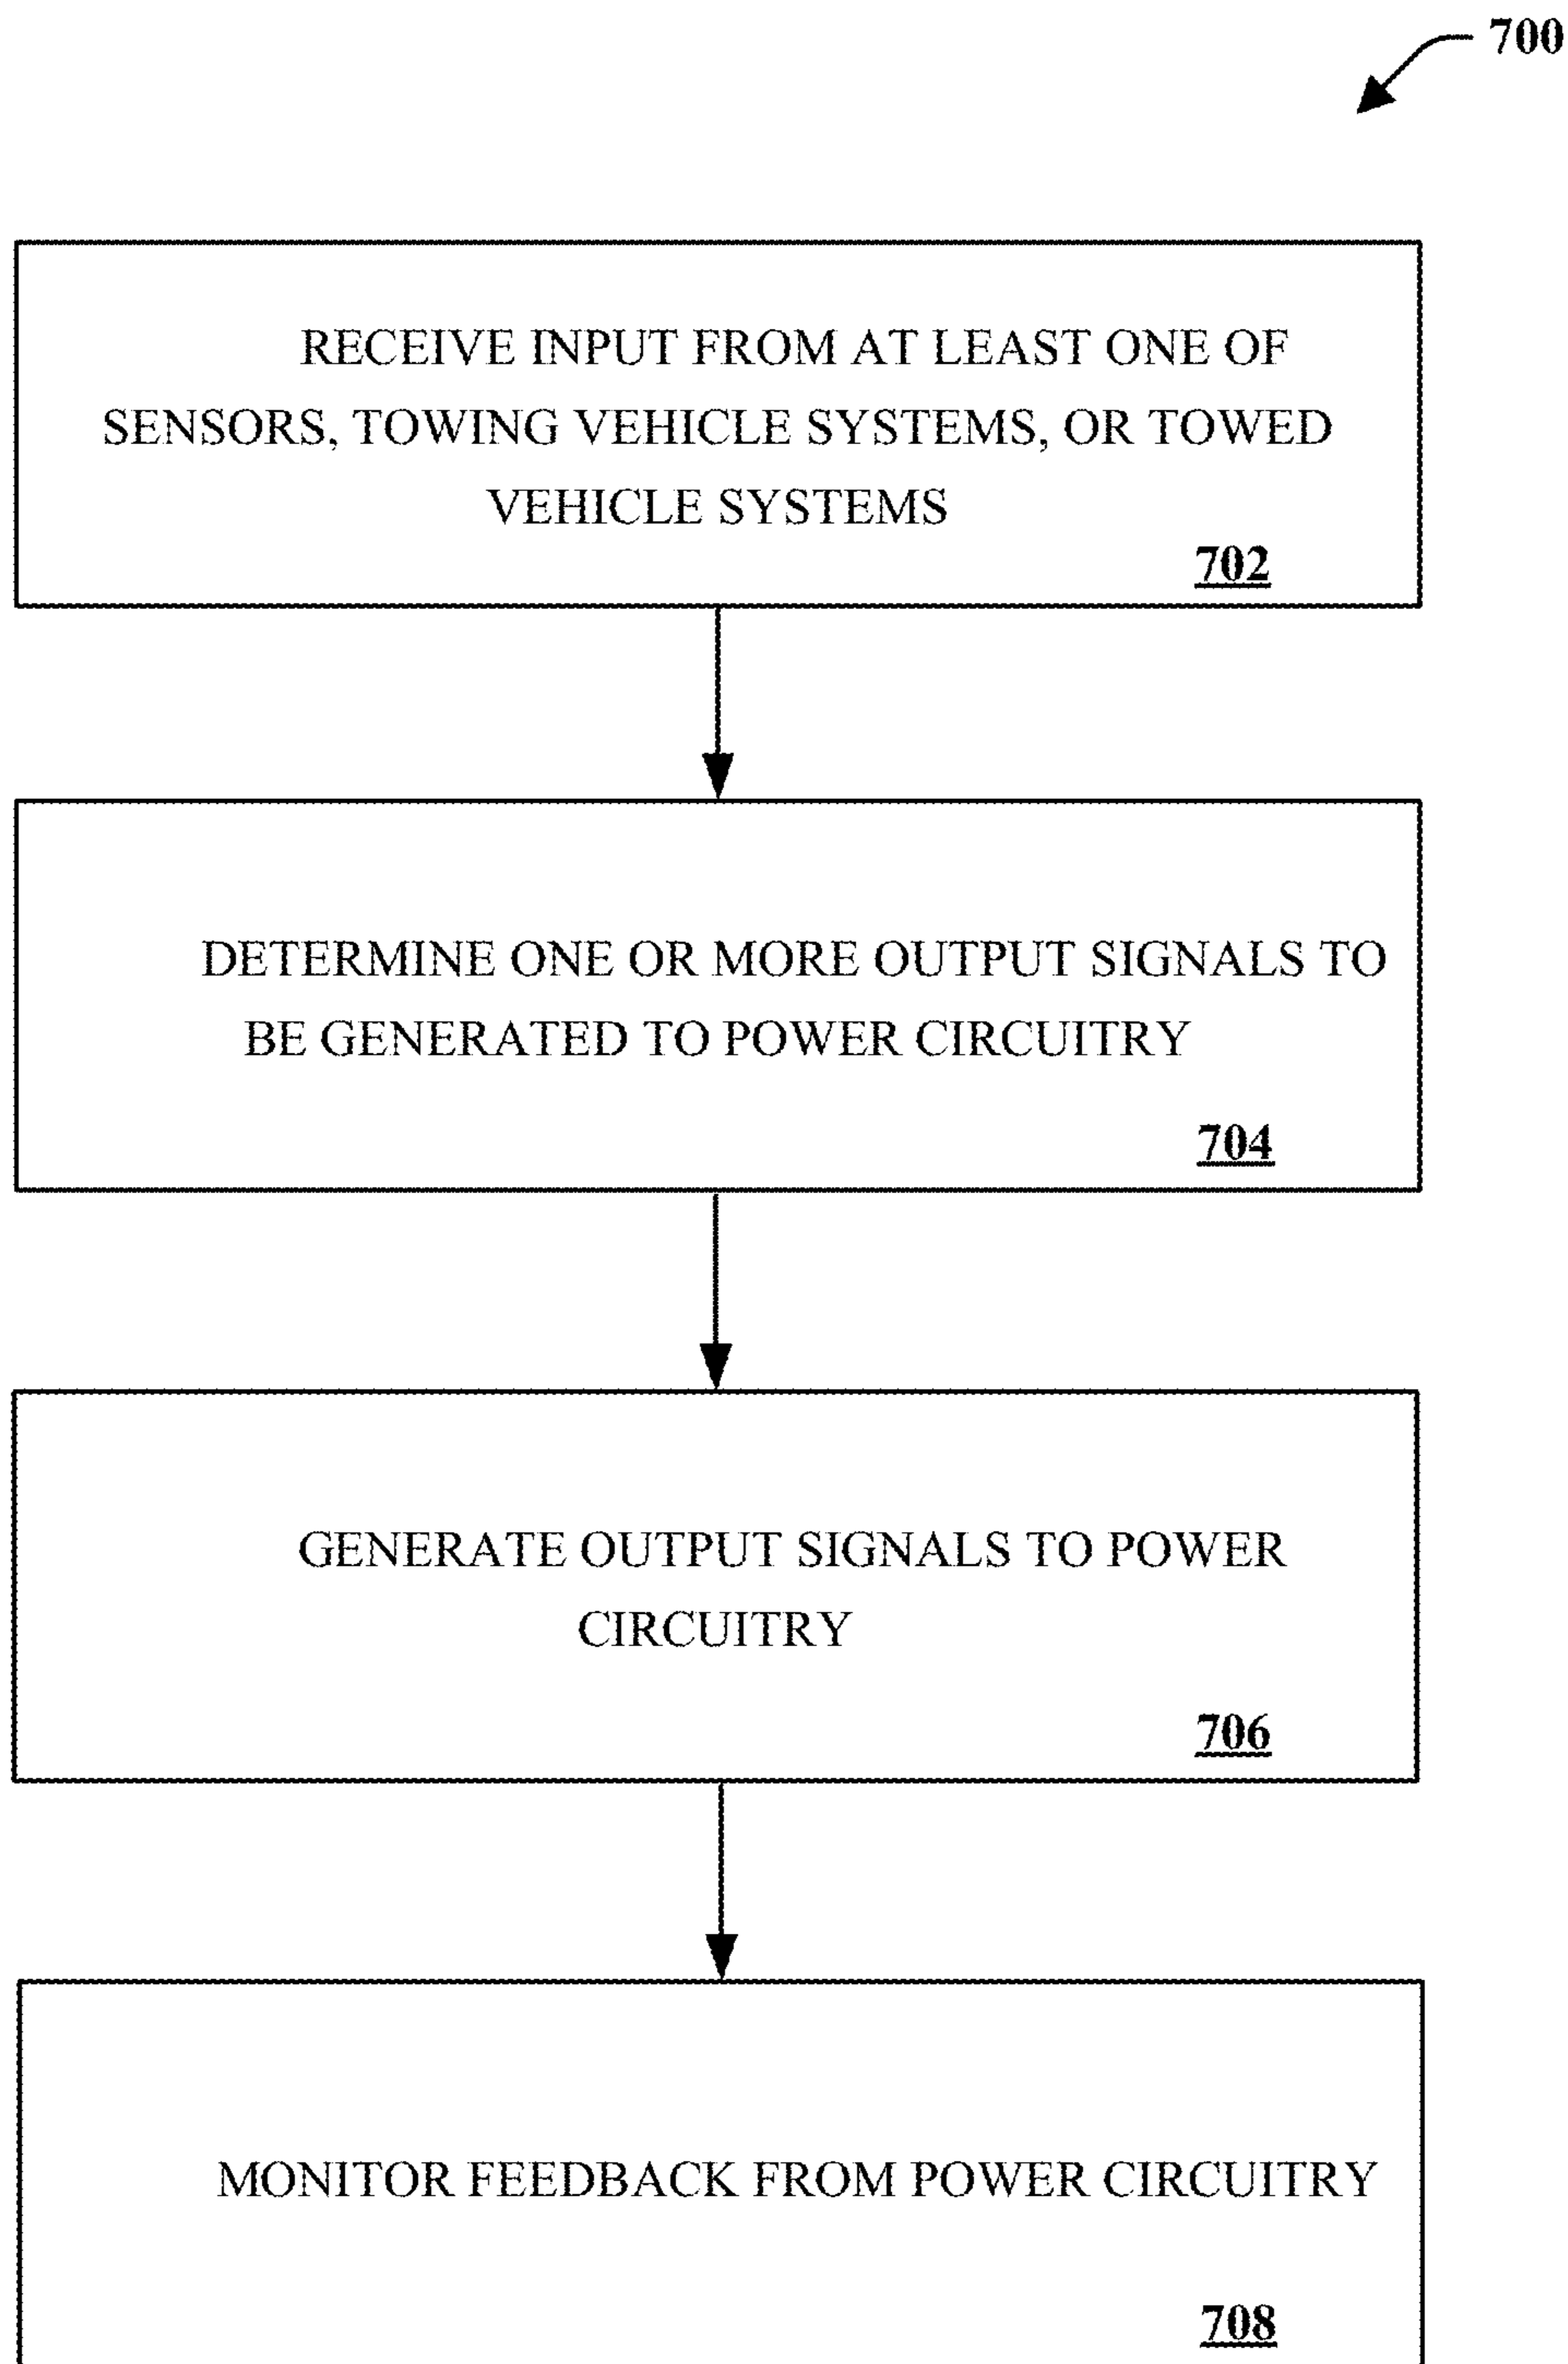 700
RECEIVE INPUT FROM AT LEAST ONE OF
SENSORS, TOWING VEHICLE SYSTEMS, OR TOWED
VEHICLE SYSTEMS
702
DETERMINE ONE OR MORE OUTPUT SIGNALS TO
BE GENERATED TO POWER CIRCUITRY
704
GENERATE OUTPUT SIGNALS TO POWER
CIRCUITRY
706
MONITOR FEEDBACK FROM POWER CIRCUITRY
708